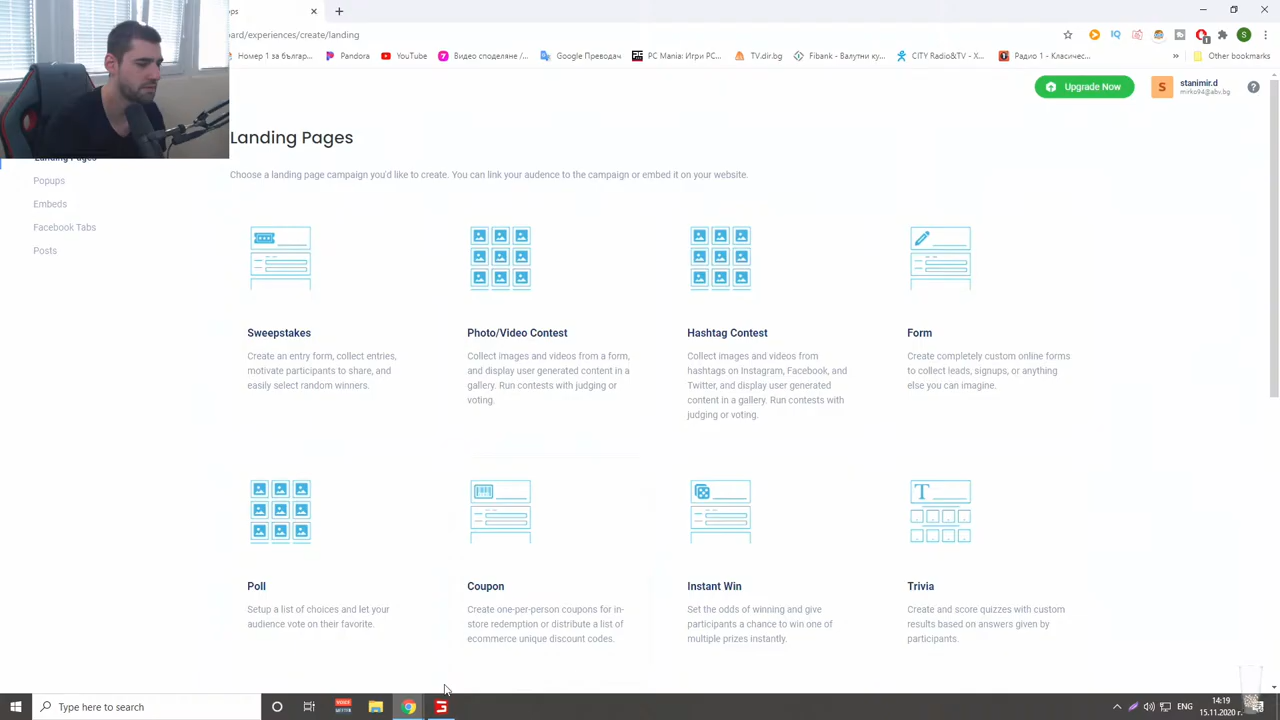 ps
pard/experiences/create/landing
Номер 1 за българ...
Pandora
YouTube
Видео споделяне /...
Google Преводач
PC Mania: Игри PC...
TV.dir.bg
Fibank – Валутни ку...
CITY Radio&TV - X...
Радио 1 - Класичес...
»
Other bookmarks
Upgrade Now
S
stanimir.d
mirko94@abv.bg
Landing Pages
Landing Pages
Choose a landing page campaign you'd like to create. You can link your audence to the campaign or embed it on your website.
Popups
Embeds
Facebook Tabs
Posts
Sweepstakes
Create an entry form, collect entries,
motivate participants to share, and
easily select random winners.
Photo/Video Contest
Collect images and videos from a form,
and display user generated content in a
gallery. Run contests with judging or
voting.
Hashtag Contest
Collect images and videos from
hashtags on Instagram, Facebook, and
Twitter, and display user generated
content in a gallery. Run contests with
judging or voting.
Form
Create completely custom online forms
to collect leads, signups, or anything
else you can imagine.
Poll
Setup a list of choices and let your
audience vote on their favorite.
Coupon
Create one-per-person coupons for in-
store redemption or distribute a list of
ecommerce unique discount codes.
Instant Win
Set the odds of winning and give
participants a chance to win one of
multiple prizes instantly.
T
Trivia
Create and score quizzes with custom
results based on answers given by
participants.
Type here to search
ENG
14:19
15.11.2020 г.